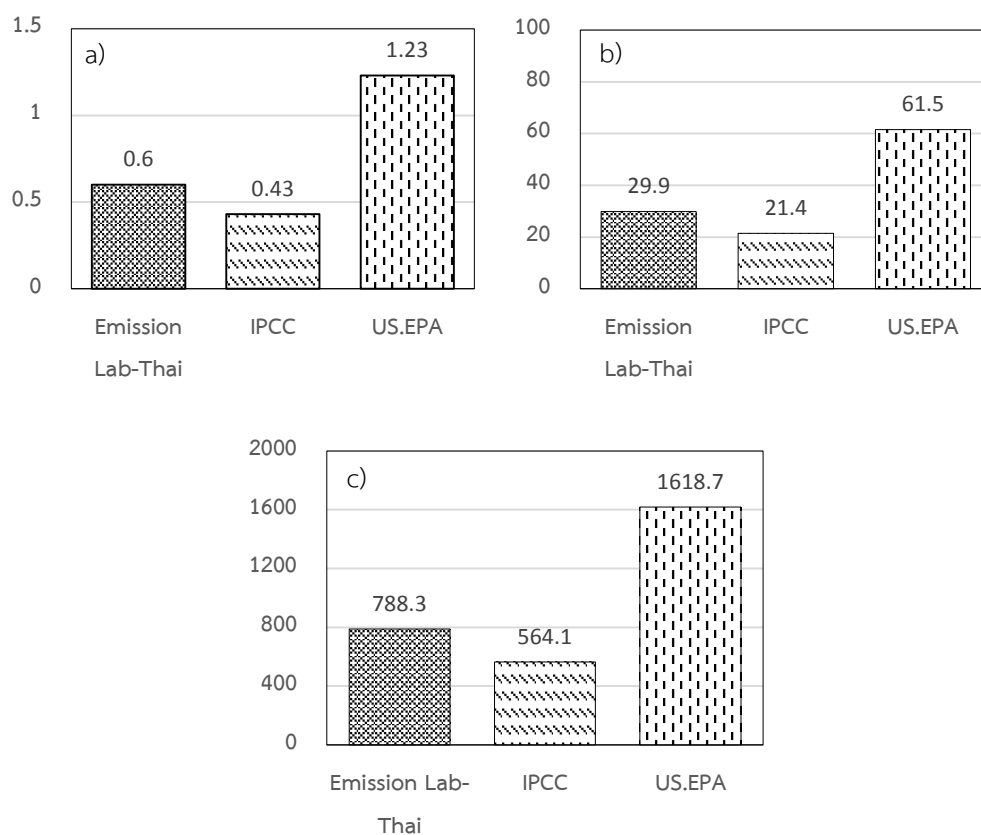 1.5
1
0.5
0
a)
0.6
0.43
1.23
Emission
Lab-Thai
IPCC
US.EPA
100
80
60
40
20
0
b)
29.9
21.4
61.5
Emission
Lab-Thai
IPCC
US.EPA
2000
1600
1200
800
400
0
c)
788.3
564.1
1618.7
Emission Lab-
Thai
IPCC
US.EPA